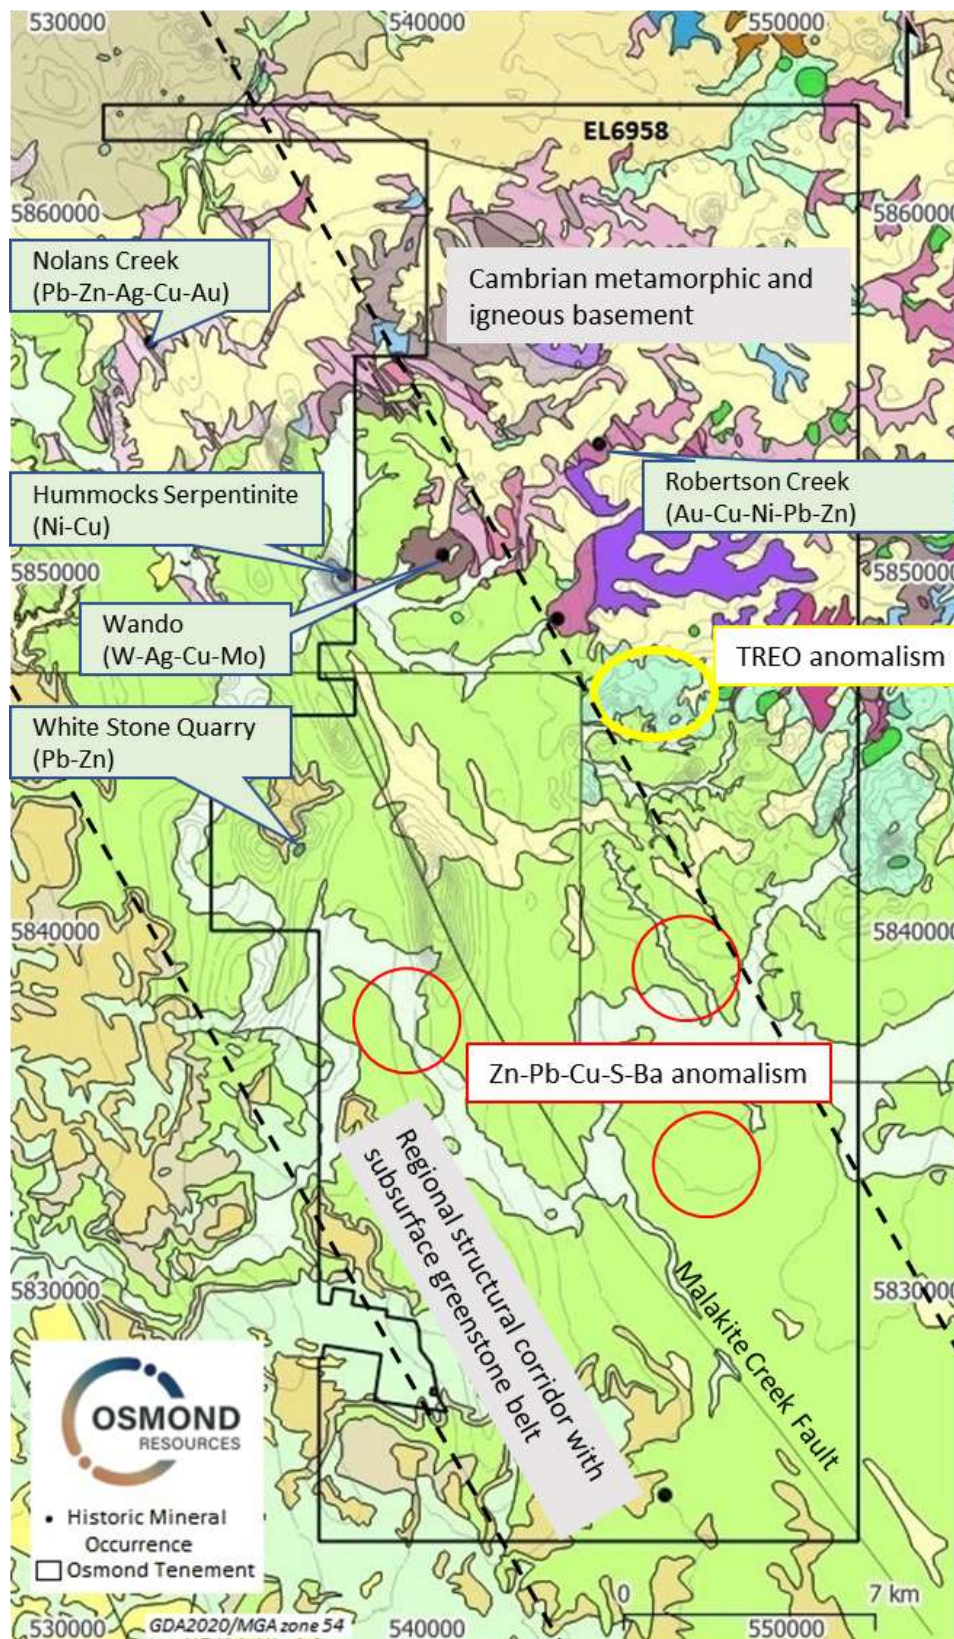 530000
540000
550000
EL6958
5860000
5860000
Nolans Creek
(Pb-Zn-Ag-Cu-Au)
Cambrian metamorphic and
igneous basement
Hummocks Serpentinite
(Ni-Cu)
Robertson Creek
(Au-Cu-Ni-Pb-Zn)
5850000
5850000
Wando
(W-Ag-Cu-Mo)
TREO anomalism
White Stone Quarry
(Pb-Zn)
5840000
5840000
Zn-Pb-Cu-S-Ba anomalism
Regional structural corridor with
subsurface greenstone belt
Malakite Creek Fault
5830000
5830000
OSMOND
RESOURCES
• Historic Mineral
Occurrence
Osmond Tenement
0
7 km
530000
GDA2020/MGA zone 54
540000
550000